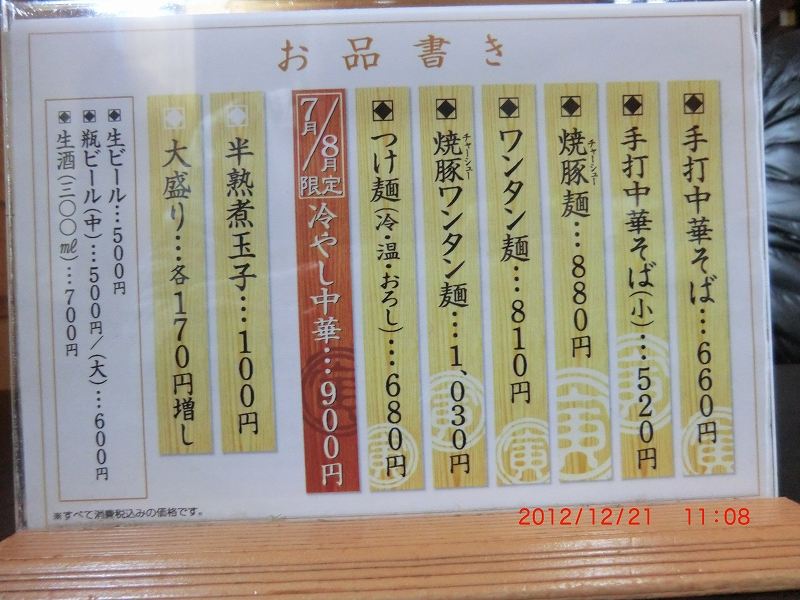 お品書き
手打中華そば…660円
手打中華そば(小)…520円
焼豚麺…880円
チャーシュー
ワンタン麺…810円
焼豚ワンタン麺…1,030円
チャーシュー
つけ麺(冷・温・おろし)…680円
7月/8月限定 冷やし中華…900円
半熟煮玉子…100円
大盛り…各170円増し
生ビール…500円
瓶ビール(中)…500円/(大)…600円
生酒(三〇〇㎖)…700円
※すべて消費税込みの価格です。
2012/12/21 11:08